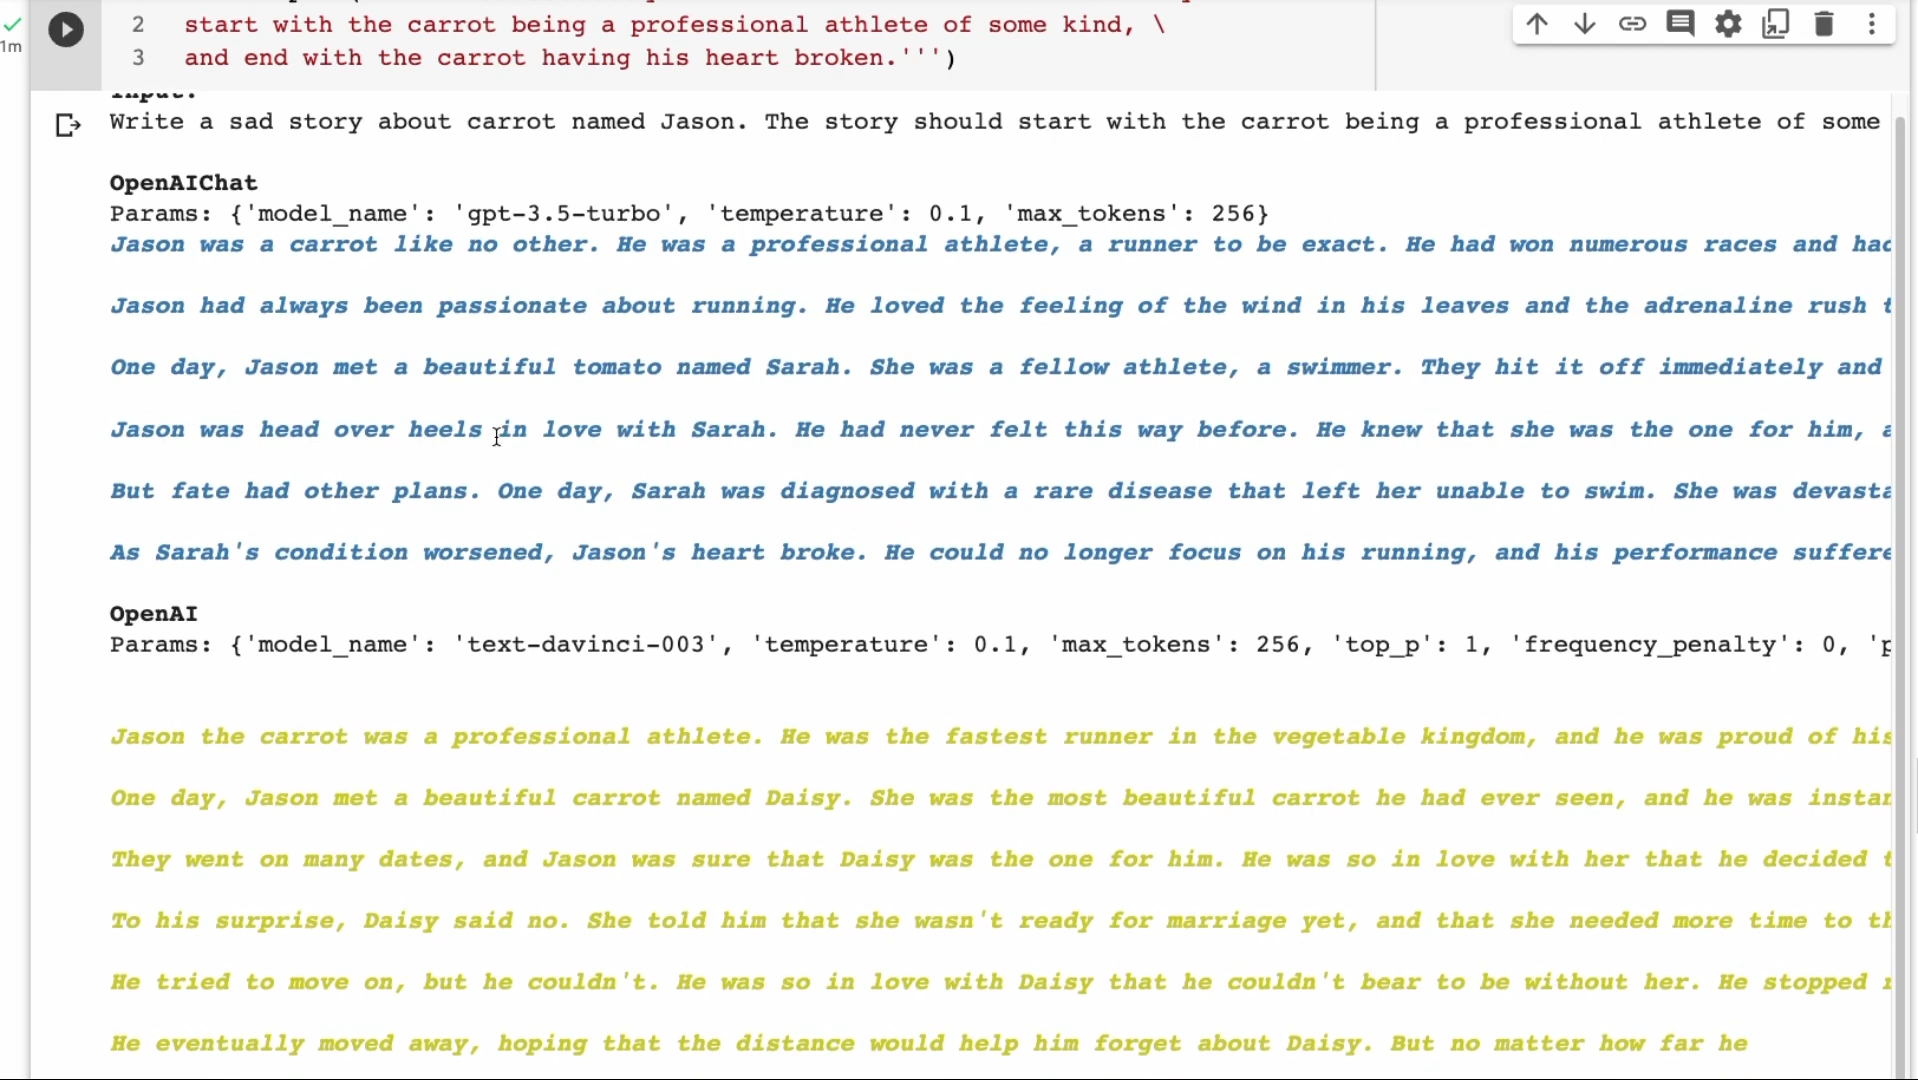 2 start with the carrot being a professional athlete of some kind, \
1m
3 and end with the carrot having his heart broken.''')
Input:
Write a sad story about carrot named Jason. The story should start with the carrot being a professional athlete of some
OpenAIChat
Params: {'model_name': 'gpt-3.5-turbo', 'temperature': 0.1, 'max_tokens': 256}
Jason was a carrot like no other. He was a professional athlete, a runner to be exact. He had won numerous races and had
Jason had always been passionate about running. He loved the feeling of the wind in his leaves and the adrenaline rush t
One day, Jason met a beautiful tomato named Sarah. She was a fellow athlete, a swimmer. They hit it off immediately and
Jason was head over heels in love with Sarah. He had never felt this way before. He knew that she was the one for him, a
But fate had other plans. One day, Sarah was diagnosed with a rare disease that left her unable to swim. She was devasta
As Sarah's condition worsened, Jason's heart broke. He could no longer focus on his running, and his performance suffere
OpenAI
Params: {'model_name': 'text-davinci-003', 'temperature': 0.1, 'max_tokens': 256, 'top_p': 1, 'frequency_penalty': 0, 'p
Jason the carrot was a professional athlete. He was the fastest runner in the vegetable kingdom, and he was proud of his
One day, Jason met a beautiful carrot named Daisy. She was the most beautiful carrot he had ever seen, and he was instan
They went on many dates, and Jason was sure that Daisy was the one for him. He was so in love with her that he decided t
To his surprise, Daisy said no. She told him that she wasn't ready for marriage yet, and that she needed more time to th
He tried to move on, but he couldn't. He was so in love with Daisy that he couldn't bear to be without her. He stopped r
He eventually moved away, hoping that the distance would help him forget about Daisy. But no matter how far he